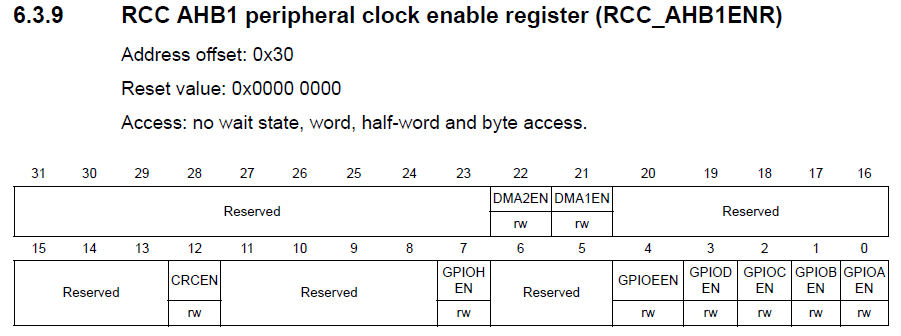 6.3.9 RCC AHB1 peripheral clock enable register (RCC_AHB1ENR)
Address offset: 0x30
Reset value: 0x0000 0000
Access: no wait state, word, half-word and byte access.
31 30 29 28 27 26 25 24 23 22 21 20 19 18 17 16
Reserved DMA2EN DMA1EN Reserved
rw rw
15 14 13 12 11 10 9 8 7 6 5 4 3 2 1 0
Reserved CRCEN Reserved GPIOH EN Reserved GPIOEEN GPIOD EN GPIOC EN GPIOB EN GPIOA EN
rw rw rw rw rw rw rw